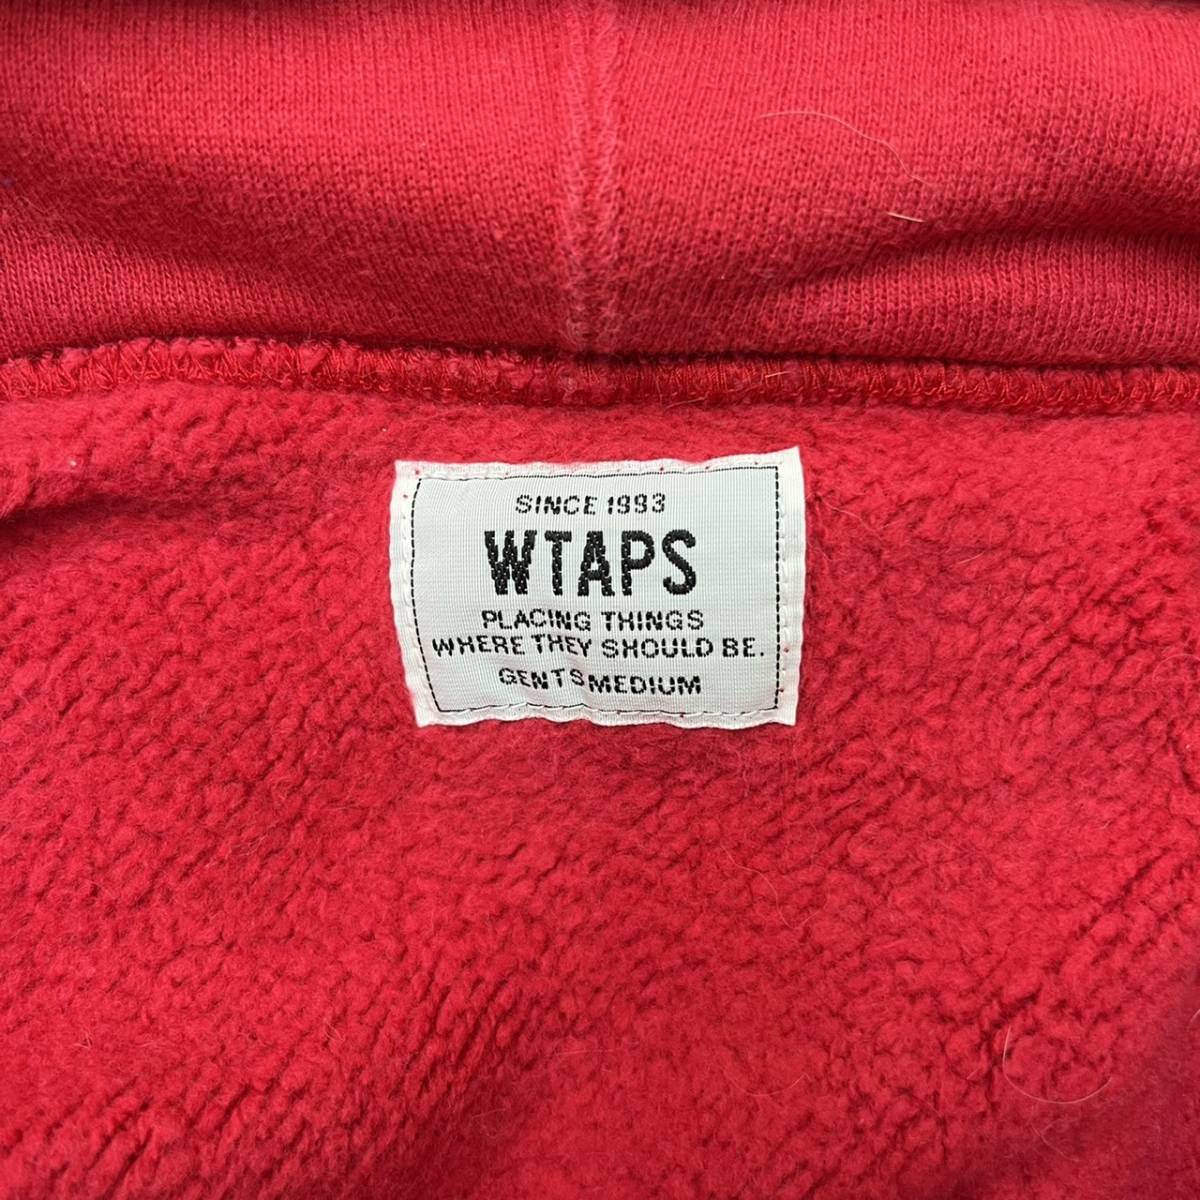 SINCE 1993
WTAPS
PLACING THINGS
WHERE THEY SHOULD BE.
GENTS MEDIUM